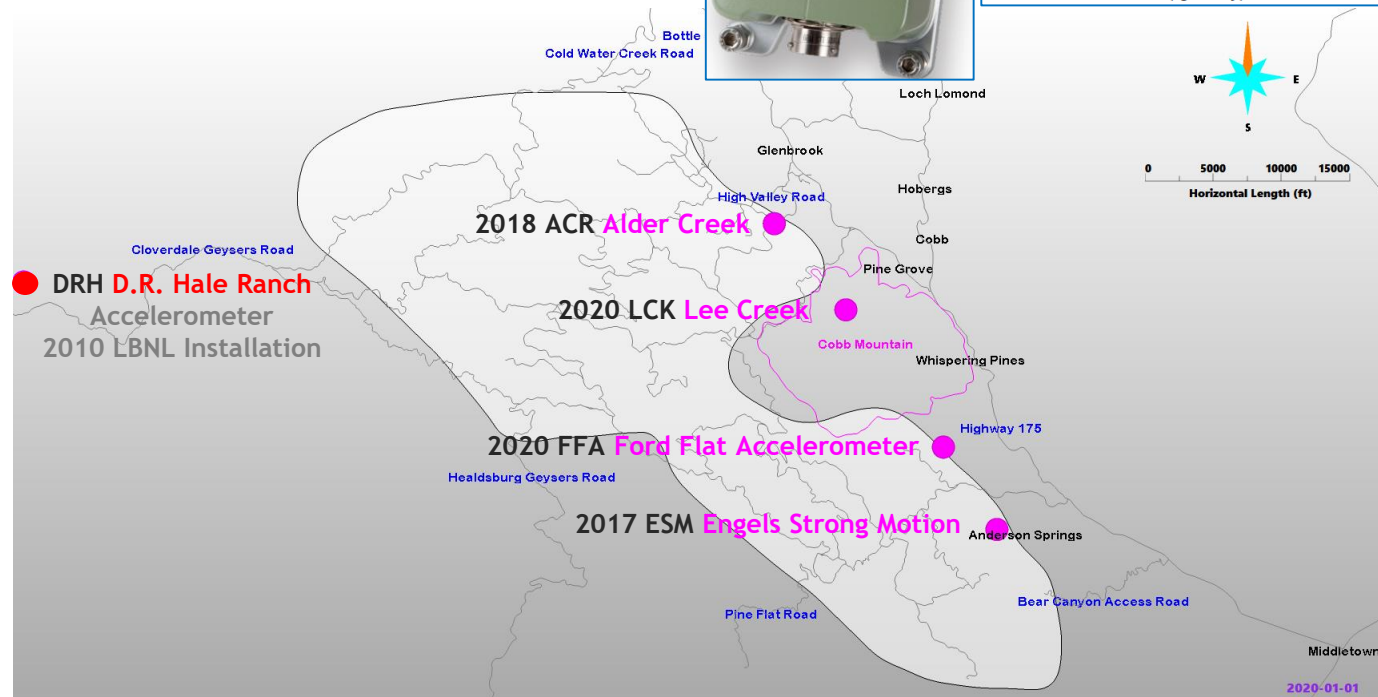 Bottle
Cold Water Creek Road
Loch Lomond
W E
S
Glenbrook
0 5000 10000 15000
Horizontal Length (ft)
Hobergs
High Valley Road
2018 ACR Alder Creek
Cobb
Cloverdale Geysers Road
Pine Grove
DRH D.R. Hale Ranch
Accelerometer
2010 LBNL Installation
2020 LCK Lee Creek
Cobb Mountain
Whispering Pines
Highway 175
2020 FFA Ford Flat Accelerometer
Healdsburg Geysers Road
2017 ESM Engels Strong Motion
Anderson Springs
Bear Canyon Access Road
Pine Flat Road
Middletown
2020-01-01